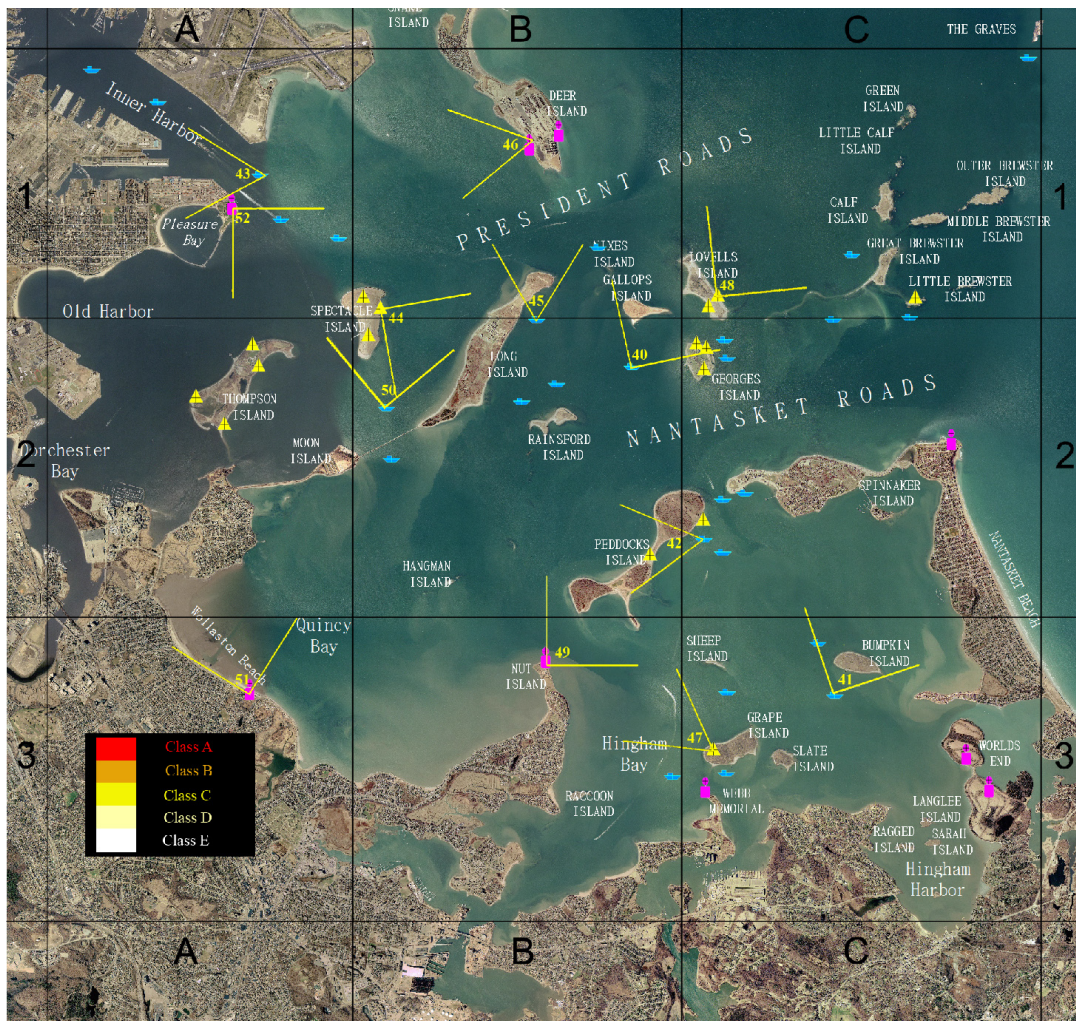 SNAKE
ISLAND
A
B
C
THE GRAVES
Inner Harbor
DEER
ISLAND
GREEN
ISLAND
LITTLE CALF
ISLAND
OUTER BREWSTER
ISLAND
43
46
PRESIDENT ROADS
1
1
52
Pleasure
Bay
CALF
ISLAND
MIDDLE BREWSTER
ISLAND
GREAT BREWSTER
ISLAND
NIXES
ISLAND
LOVELLS
ISLAND
GALLOPS
ISLAND
48
LITTLE BREWSTER
ISLAND
Old Harbor
SPECTACLE
ISLAND
44
45
40
LONG
ISLAND
GEORGES
ISLAND
THOMPSON
ISLAND
50
NANTASKET ROADS
RAINSFORD
ISLAND
MOON
ISLAND
Dorchester
Bay
2
2
SPINNAKER
ISLAND
PEDDOCKS
ISLAND
42
NANTASKET BEACH
HANGMAN
ISLAND
Wollaston Beach
Quincy
Bay
49
NUT
ISLAND
SHEEP
ISLAND
BUMPKIN
ISLAND
51
41
GRAPE
ISLAND
47
Hingham
Bay
SLATE
ISLAND
WORLDS
END
3
3
Class A
Class B
Class C
Class D
Class E
RACCOON
ISLAND
WEBB
MEMORIAL
LANGLEE
ISLAND
RAGGED
ISLAND
SARAH
ISLAND
Hingham
Harbor
A
B
C